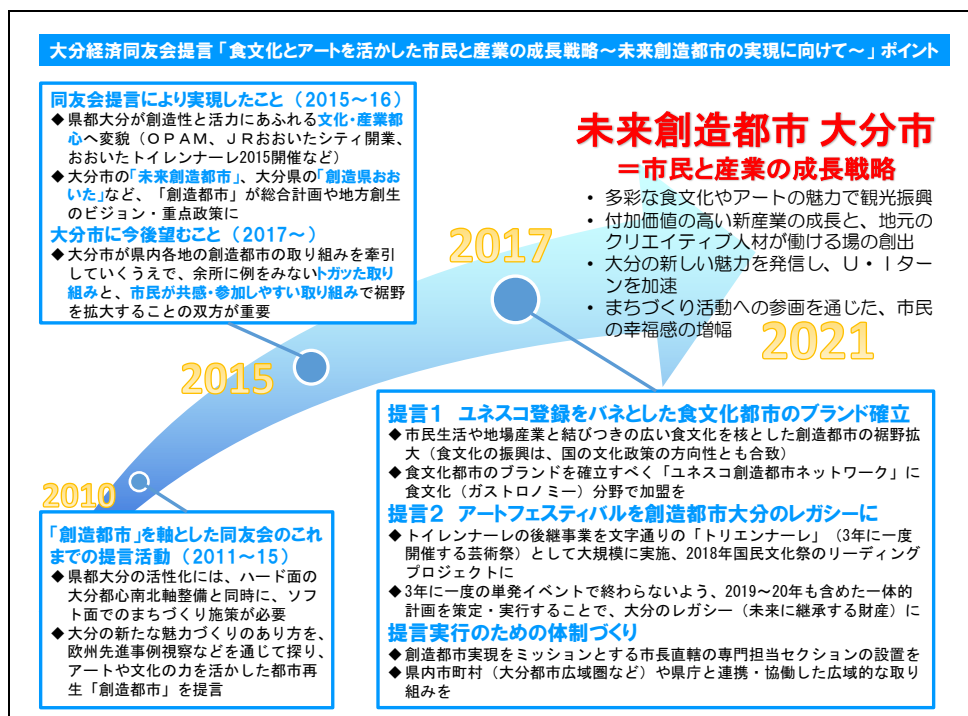 大分経済同友会提言「食文化とアートを活かした市民と産業の成長戦略～未来創造都市の実現に向けて～」ポイント
同友会提言により実現したこと（2015～16）
◆県都大分が創造性と活力にあふれる文化・産業都
心へ変貌（ＯＰＡＭ、ＪＲおおいたシティ開業、
おおいたトイレンナーレ2015開催など）
◆大分市の「未来創造都市」、大分県の「創造県おお
いた」など、「創造都市」が総合計画や地方創生
のビジョン・重点政策に
大分市に今後望むこと（2017～）
◆大分市が県内各地の創造都市の取り組みを牽引
していくうえで、余所に例をみないトガッた取り
組みと、市民が共感・参加しやすい取り組みで裾野
を拡大することの双方が重要
未来創造都市 大分市
＝市民と産業の成長戦略
• 多彩な食文化やアートの魅力で観光振興
• 付加価値の高い新産業の成長と、地元の
クリエイティブ人材が働ける場の創出
• 大分の新しい魅力を発信し、Ｕ・Ｉター
ンを加速
• まちづくり活動への参画を通じた、市民
の幸福感の増幅
2017
2021
2015
2010
「創造都市」を軸とした同友会のこれ
までの提言活動（2011～15）
◆県都大分の活性化には、ハード面の
大分都心南北軸整備と同時に、ソフ
ト面でのまちづくり施策が必要
◆大分の新たな魅力づくりのあり方を、
欧州先進事例視察などを通じて探り、
アートや文化の力を活かした都市再
生「創造都市」を提言
提言１ ユネスコ登録をバネとした食文化都市のブランド確立
◆市民生活や地場産業と結びつきの広い食文化を核とした創造都市の裾野拡
大（食文化の振興は、国の文化政策の方向性とも合致）
◆食文化都市のブランドを確立すべく「ユネスコ創造都市ネットワーク」に
食文化（ガストロノミー）分野で加盟を
提言２ アートフェスティバルを創造都市大分のレガシーに
◆トイレンナーレの後継事業を文字通りの「トリエンナーレ」（3年に一度
開催する芸術祭）として大規模に実施、2018年国民文化祭のリーディング
プロジェクトに
◆3年に一度の単発イベントで終わらないよう、2019～20年も含めた一体的
計画を策定・実行することで、大分のレガシー（未来に継承する財産）に
提言実行のための体制づくり
◆創造都市実現をミッションとする市長直轄の専門担当セクションの設置を
◆県内市町村（大分都市広域圏など）や県庁と連携・協働した広域的な取り
組みを